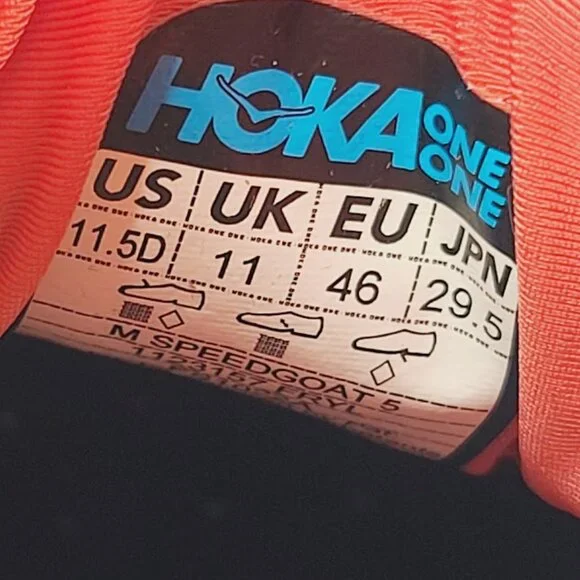 HOKA ONE ONE
US UK EU JPN
11.5D 11 46 29.5
M SPEEDGOAT 5